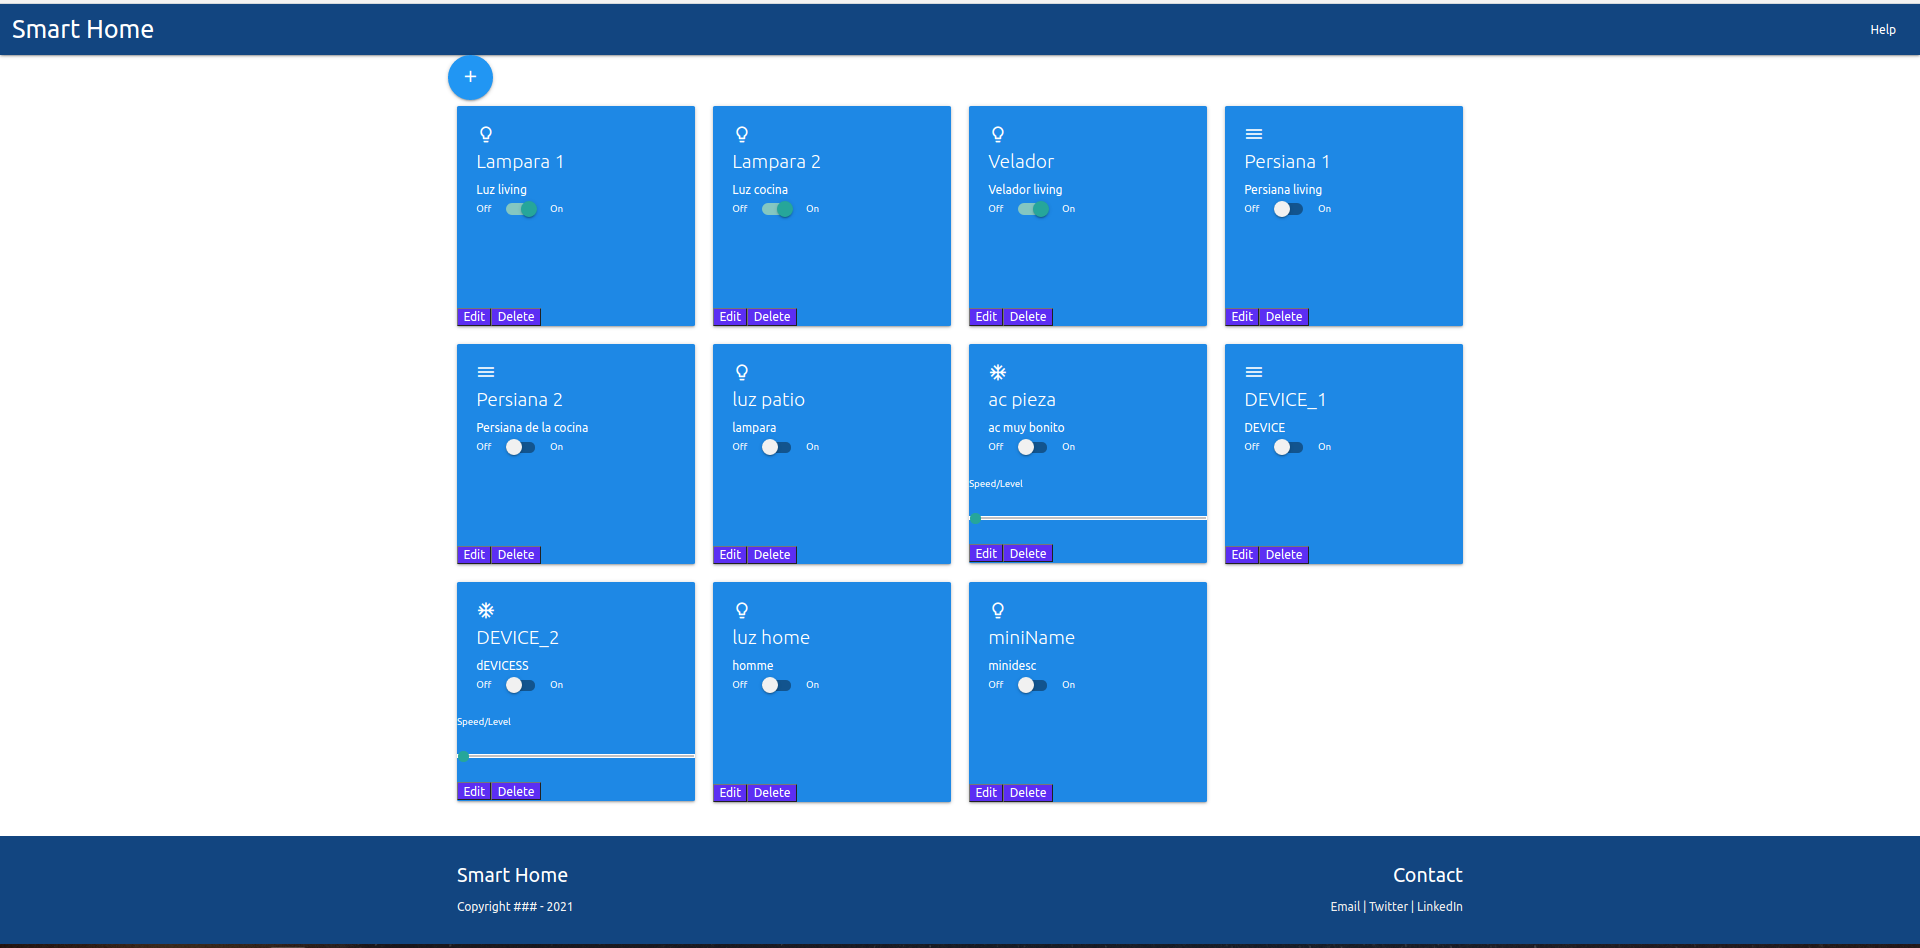 Smart Home
Help
+
Lampara 1
Luz living
Off On
Edit Delete
Lampara 2
Luz cocina
Off On
Edit Delete
Velador
Velador living
Off On
Edit Delete
Persiana 1
Persiana living
Off On
Edit Delete
Persiana 2
Persiana de la cocina
Off On
Edit Delete
luz patio
lampara
Off On
Edit Delete
ac pieza
ac muy bonito
Off On
Speed/Level
Edit Delete
DEVICE_1
DEVICE
Off On
Edit Delete
DEVICE_2
dEVICESS
Off On
Speed/Level
Edit Delete
luz home
homme
Off On
Edit Delete
miniName
minidesc
Off On
Edit Delete
Smart Home
Copyright ### - 2021
Contact
Email | Twitter | LinkedIn